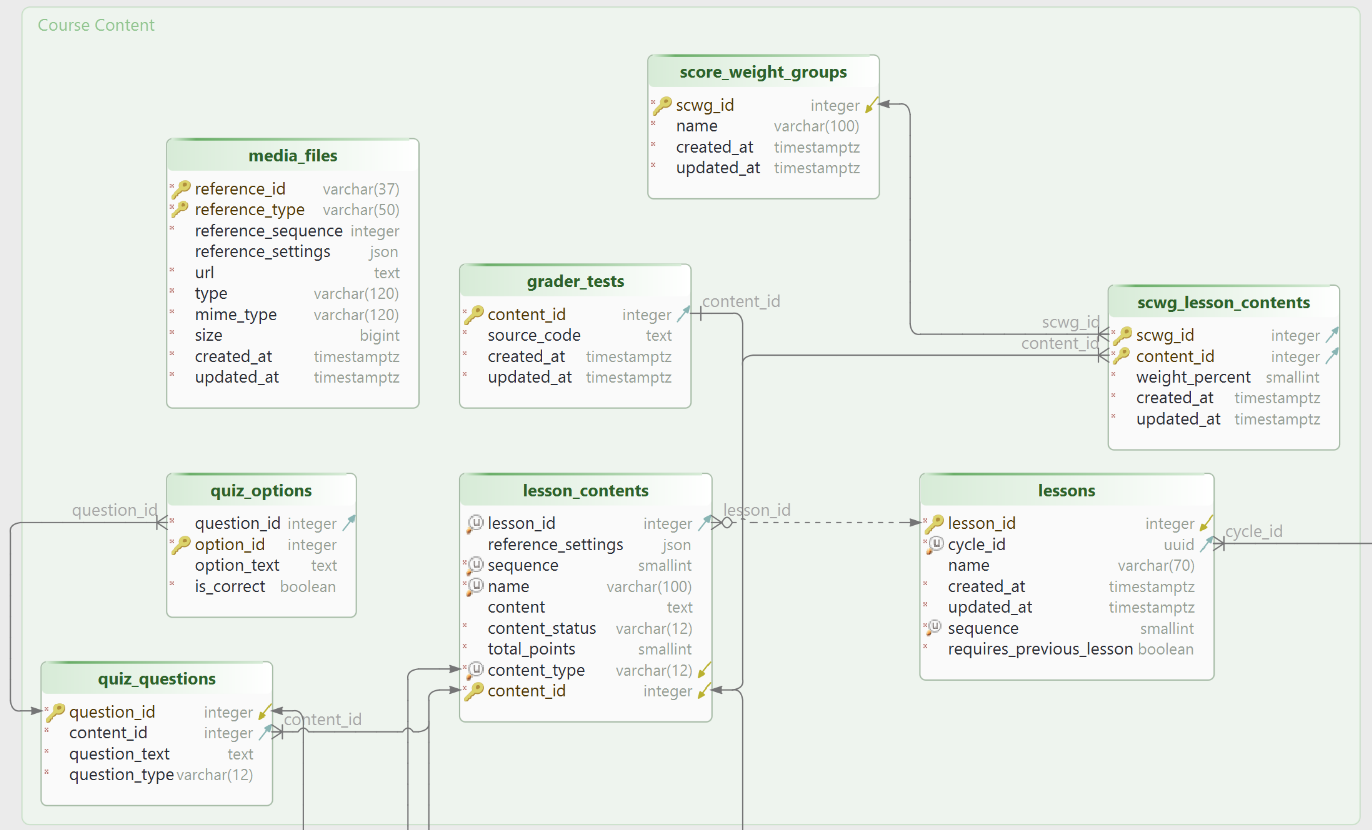 Course Content
score_weight_groups
scwg_id integer
name varchar(100)
created_at timestamptz
updated_at timestamptz
media_files
reference_id varchar(37)
reference_type varchar(50)
reference_sequence integer
reference_settings json
url text
type varchar(120)
mime_type varchar(120)
size bigint
created_at timestamptz
updated_at timestamptz
grader_tests
content_id integer
source_code text
created_at timestamptz
updated_at timestamptz
content_id
scwg_id
content_id
scwg_lesson_contents
scwg_id integer
content_id integer
weight_percent smallint
created_at timestamptz
updated_at timestamptz
question_id
quiz_options
question_id integer
option_id integer
option_text text
is_correct boolean
lesson_contents
lesson_id integer
reference_settings json
sequence smallint
name varchar(100)
content text
content_status varchar(12)
total_points smallint
content_type varchar(12)
content_id integer
lesson_id
lessons
lesson_id integer
cycle_id uuid
name varchar(70)
created_at timestamptz
updated_at timestamptz
sequence smallint
requires_previous_lesson boolean
cycle_id
quiz_questions
question_id integer
content_id integer
question_text text
question_type varchar(12)
content_id